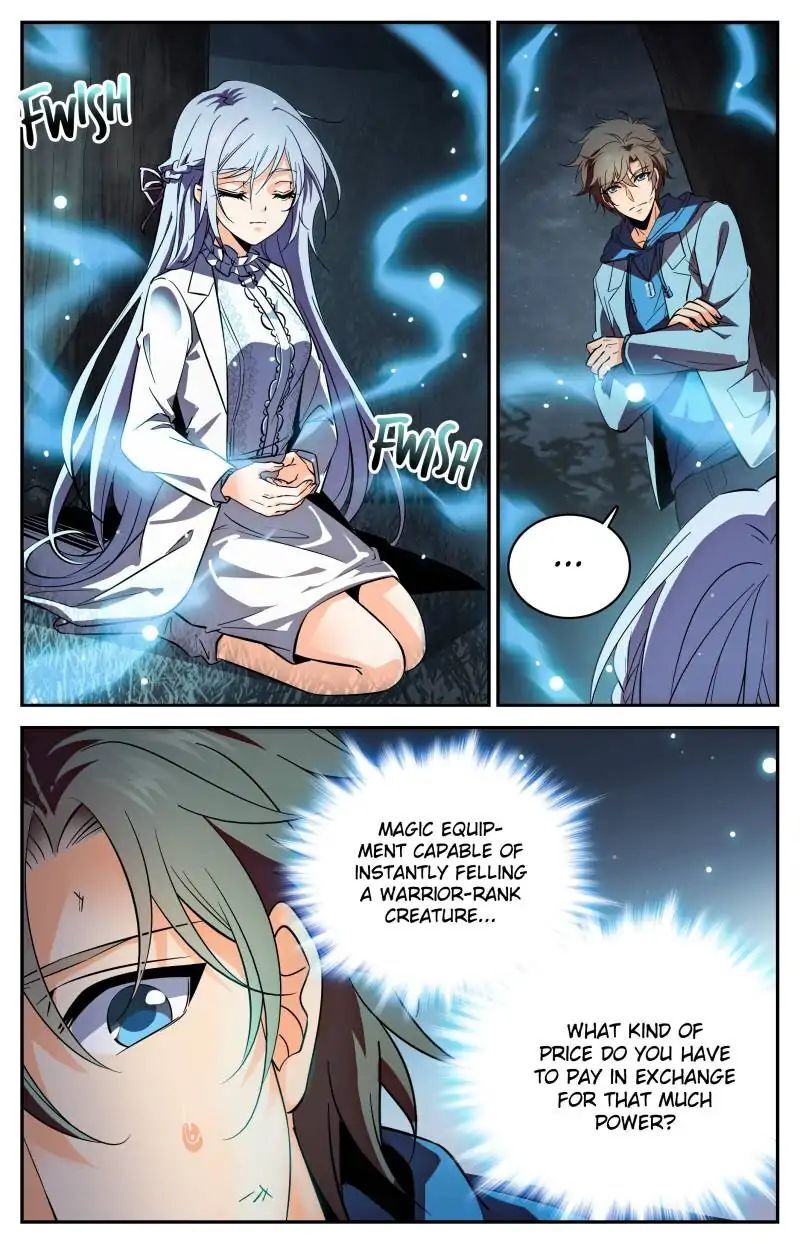 FWISH
FWISH
...
MAGIC EQUIP-
MENT CAPABLE OF
INSTANTLY FELLING
A WARRIOR-RANK
CREATURE...
WHAT KIND OF
PRICE DO YOU HAVE
TO PAY IN EXCHANGE
FOR THAT MUCH
POWER?